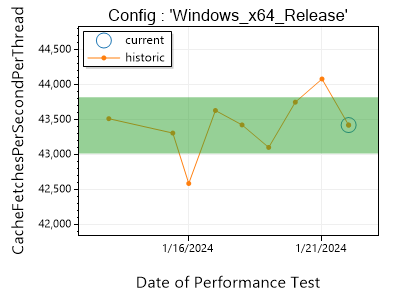 Config : 'Windows_x64_Release'
current
historic
CacheFetchesPerSecondPerThread
44,500
44,000
43,500
43,000
42,500
42,000
1/16/2024
1/21/2024
Date of Performance Test